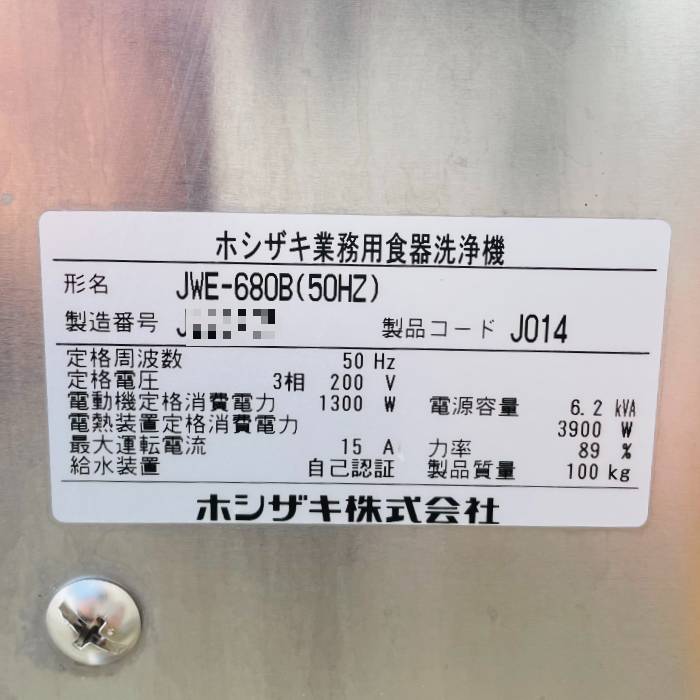 ホシザキ業務用食器洗浄機
形名 JWE-680B(50HZ)
製造番号 J 製品コード J014
定格周波数 50 Hz
定格電圧 3相 200 V
電動機定格消費電力 1300 W 電源容量 6.2 kVA
電熱装置定格消費電力 3900 W
最大運転電流 15 A 力率 89 %
給水装置 自己認証 製品質量 100 kg
ホシザキ株式会社